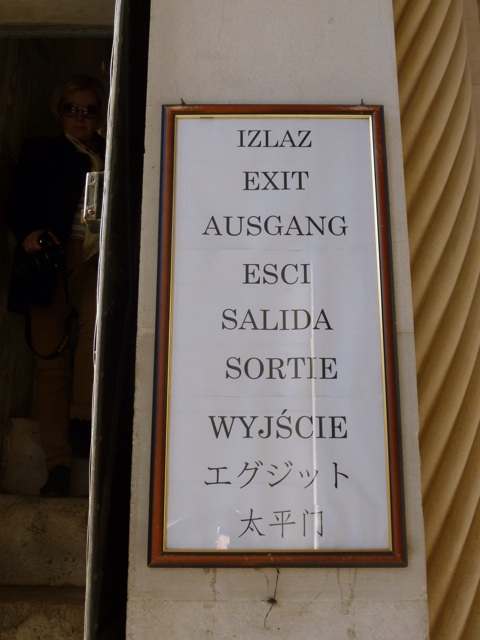 IZLAZ
EXIT
AUSGANG
ESCI
SALIDA
SORTIE
WYJŚCIE
エグジット
太平门